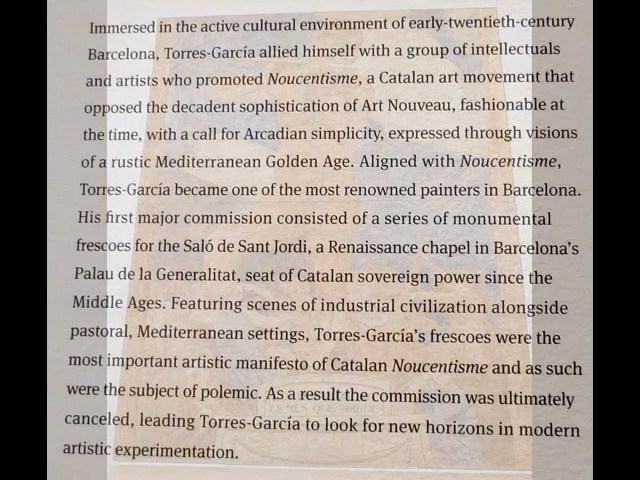 Immersed in the active cultural environment of early-twentieth-century
Barcelona, Torres-García allied himself with a group of intellectuals
and artists who promoted Noucentisme, a Catalan art movement that
opposed the decadent sophistication of Art Nouveau, fashionable at
the time, with a call for Arcadian simplicity, expressed through visions
of a rustic Mediterranean Golden Age. Aligned with Noucentisme,
Torres-García became one of the most renowned painters in Barcelona.
His first major commission consisted of a series of monumental
frescoes for the Saló de Sant Jordi, a Renaissance chapel in Barcelona's
Palau de la Generalitat, seat of Catalan sovereign power since the
Middle Ages. Featuring scenes of industrial civilization alongside
pastoral, Mediterranean settings, Torres-García's frescoes were the
most important artistic manifesto of Catalan Noucentisme and as such
were the subject of polemic. As a result the commission was ultimately
canceled, leading Torres-García to look for new horizons in modern
artistic experimentation.